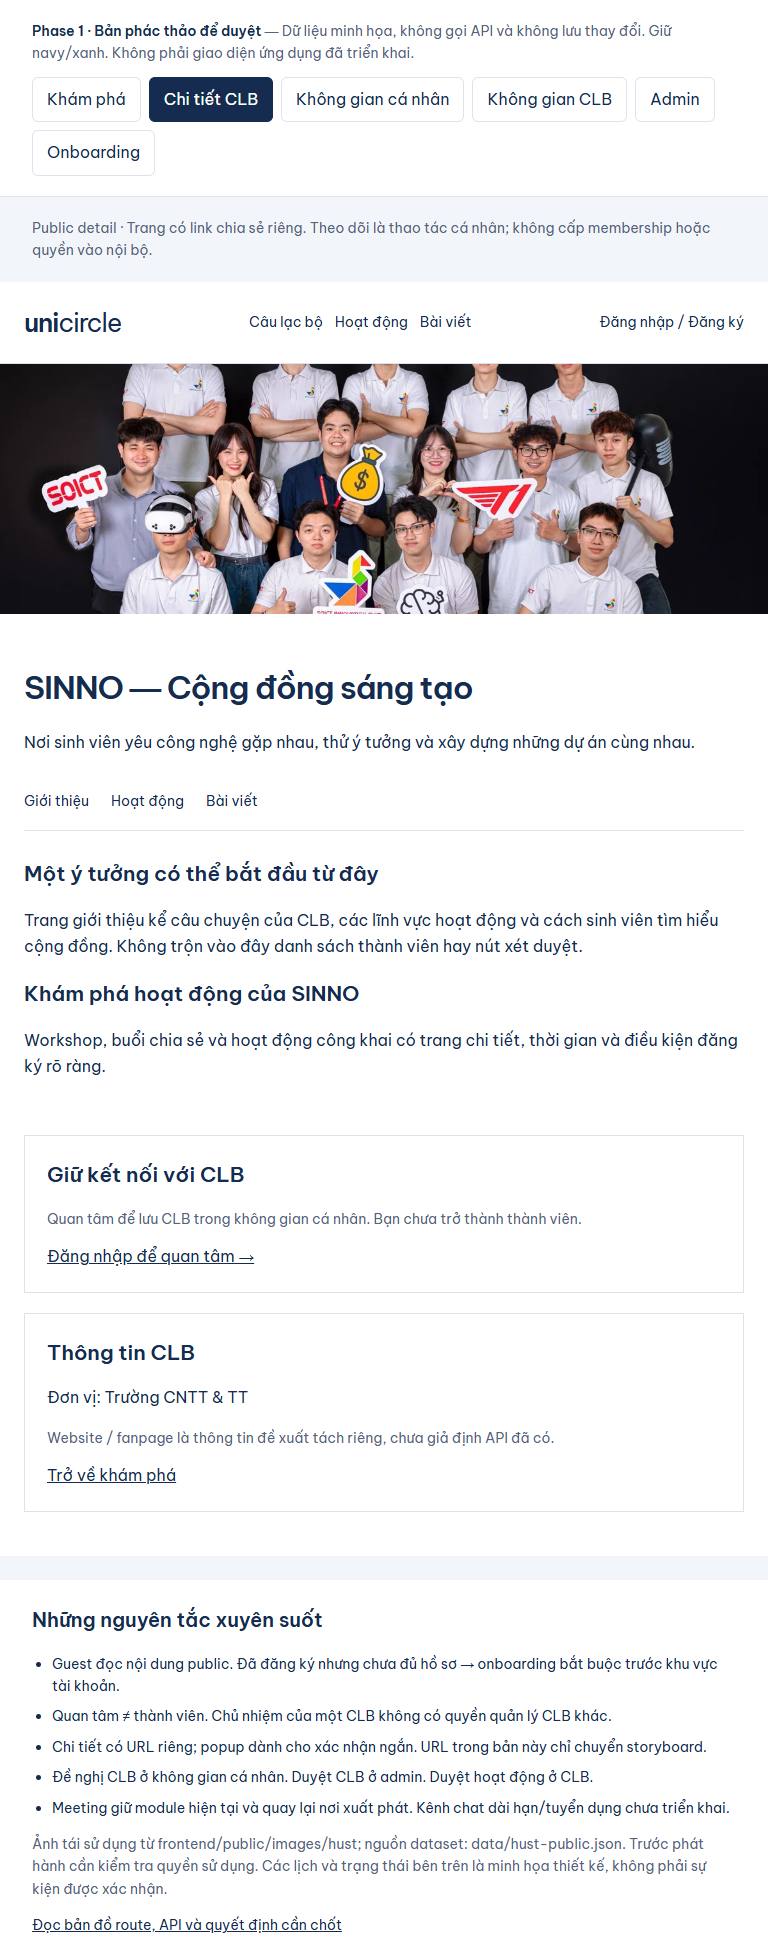 Phase 1 · Bản phác thảo để duyệt — Dữ liệu minh họa, không gọi API và không lưu thay đổi. Giữ
navy/xanh. Không phải giao diện ứng dụng đã triển khai.
Khám phá
Chi tiết CLB
Không gian cá nhân
Không gian CLB
Admin
Onboarding
Public detail · Trang có link chia sẻ riêng. Theo dõi là thao tác cá nhân; không cấp membership hoặc
quyền vào nội bộ.
unicircle
Câu lạc bộ
Hoạt động
Bài viết
Đăng nhập / Đăng ký
SOICT
T1
SINNO — Cộng đồng sáng tạo
Nơi sinh viên yêu công nghệ gặp nhau, thử ý tưởng và xây dựng những dự án cùng nhau.
Giới thiệu
Hoạt động
Bài viết
Một ý tưởng có thể bắt đầu từ đây
Trang giới thiệu kể câu chuyện của CLB, các lĩnh vực hoạt động và cách sinh viên tìm hiểu
cộng đồng. Không trộn vào đây danh sách thành viên hay nút xét duyệt.
Khám phá hoạt động của SINNO
Workshop, buổi chia sẻ và hoạt động công khai có trang chi tiết, thời gian và điều kiện đăng
ký rõ ràng.
Giữ kết nối với CLB
Quan tâm để lưu CLB trong không gian cá nhân. Bạn chưa trở thành thành viên.
Đăng nhập để quan tâm →
Thông tin CLB
Đơn vị: Trường CNTT & TT
Website / fanpage là thông tin đề xuất tách riêng, chưa giả định API đã có.
Trở về khám phá
Những nguyên tắc xuyên suốt
• Guest đọc nội dung public. Đã đăng ký nhưng chưa đủ hồ sơ → onboarding bắt buộc trước khu vực
tài khoản.
• Quan tâm ≠ thành viên. Chủ nhiệm của một CLB không có quyền quản lý CLB khác.
• Chi tiết có URL riêng; popup dành cho xác nhận ngắn. URL trong bản này chỉ chuyển storyboard.
• Đề nghị CLB ở không gian cá nhân. Duyệt CLB ở admin. Duyệt hoạt động ở CLB.
• Meeting giữ module hiện tại và quay lại nơi xuất phát. Kênh chat dài hạn/tuyển dụng chưa triển khai.
Ảnh tái sử dụng từ frontend/public/images/hust; nguồn dataset: data/hust-public.json. Trước phát
hành cần kiểm tra quyền sử dụng. Các lịch và trạng thái bên trên là minh họa thiết kế, không phải sự
kiện được xác nhận.
Đọc bản đồ route, API và quyết định cần chốt